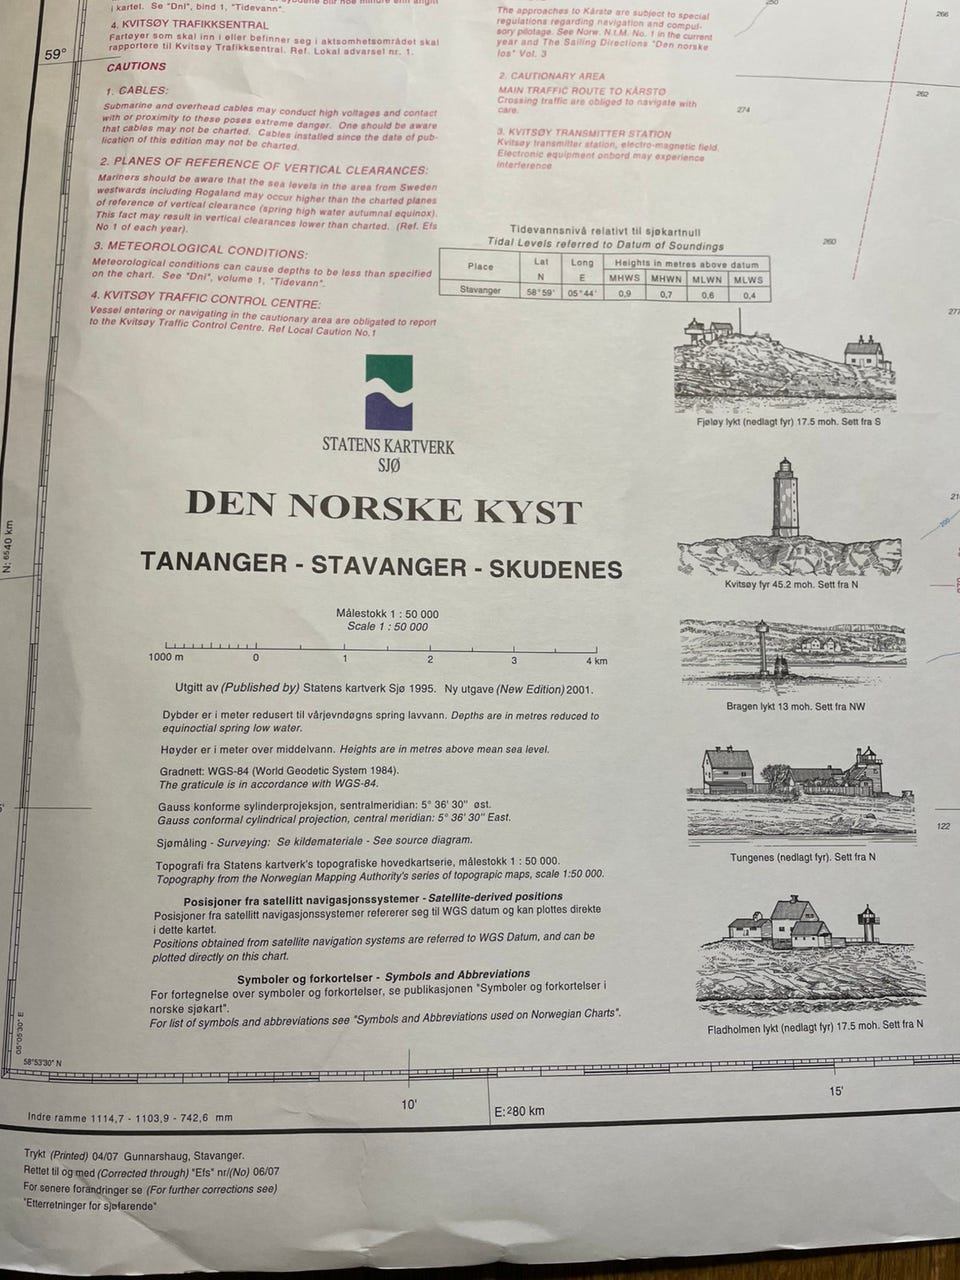 i kartet. Se "Dnl", bind 1, "Tidevann".
4. KVITSØY TRAFIKKSENTRAL
Fartøyer som skal inn i eller befinner seg i aktsomhetsområdet skal
rapportere til Kvitsøy Trafikksentral. Ref. Lokal advarsel nr. 1.
59°
CAUTIONS
1. CABLES:
Submarine and overhead cables may conduct high voltages and contact
with or proximity to these poses extreme danger. One should be aware
that cables may not be charted. Cables installed since the date of pub-
lication of this edition may not be charted.
2. PLANES OF REFERENCE OF VERTICAL CLEARANCES:
Mariners should be aware that the sea levels in the area from Sweden
westwards including Rogaland may occur higher than the charted planes
of reference of vertical clearance (spring high water autumnal equinox).
This fact may result in vertical clearances lower than charted. (Ref. Efs
No 1 of each year).
3. METEOROLOGICAL CONDITIONS:
Meteorological conditions can cause depths to be less than specified
on the chart. See "Dnl", volume 1, "Tidevann".
4. KVITSØY TRAFFIC CONTROL CENTRE:
Vessel entering or navigating in the cautionary area are obligated to report
to the Kvitsøy Traffic Control Centre. Ref Local Caution No.1
The approaches to Kårstø are subject to special
regulations regarding navigation and compul-
sory pilotage. See Norw. N.t.M. No. 1 in the current
year and The Sailing Directions "Den norske
los" Vol. 3
2. CAUTIONARY AREA
MAIN TRAFFIC ROUTE TO KÅRSTØ
Crossing traffic are obliged to navigate with
care.
3. KVITSØY TRANSMITTER STATION
Kvitsøy transmitter station, electro-magnetic field.
Electronic equipment onbord may experience
interference
250
266
262
274
260
277
Tidevannsnivå relativt til sjøkartnull
Tidal Levels referred to Datum of Soundings
Place Lat Long Heights in metres above datum
N E MHWS MHWN MLWN MLWS
Stavanger 58°59' 05°44' 0,9 0,7 0,6 0,4
Fjøløy lykt (nedlagt fyr) 17.5 moh. Sett fra S
STATENS KARTVERK
SJØ
DEN NORSKE KYST
TANANGER - STAVANGER - SKUDENES
Målestokk 1 : 50 000
Scale 1 : 50 000
1000 m 0 1 2 3 4 km
Utgitt av (Published by) Statens kartverk Sjø 1995. Ny utgave (New Edition) 2001.
Dybder er i meter redusert til vårjevndøgns spring lavvann. Depths are in metres reduced to
equinoctial spring low water.
Høyder er i meter over middelvann. Heights are in metres above mean sea level.
Gradnett: WGS-84 (World Geodetic System 1984).
The graticule is in accordance with WGS-84.
Gauss konforme sylinderprojeksjon, sentralmeridian: 5° 36' 30" øst.
Gauss conformal cylindrical projection, central meridian: 5° 36' 30" East.
Sjømåling - Surveying: Se kildemateriale - See source diagram.
Topografi fra Statens kartverk's topografiske hovedkartserie, målestokk 1 : 50 000.
Topography from the Norwegian Mapping Authority's series of topograpic maps, scale 1:50 000.
Posisjoner fra satellitt navigasjonssystemer - Satellite-derived positions
Posisjoner fra satellitt navigasjonssystemer refererer seg til WGS datum og kan plottes direkte
i dette kartet.
Positions obtained from satellite navigation systems are referred to WGS Datum, and can be
plotted directly on this chart.
Symboler og forkortelser - Symbols and Abbreviations
For fortegnelse over symboler og forkortelser, se publikasjonen "Symboler og forkortelser i
norske sjøkart".
For list of symbols and abbreviations see "Symbols and Abbreviations used on Norwegian Charts".
Kvitsøy fyr 45.2 moh. Sett fra N
Bragen lykt 13 moh. Sett fra NW
Tungenes (nedlagt fyr). Sett fra N
Fladholmen lykt (nedlagt fyr) 17.5 moh. Sett fra N
N: 6540 km
200
122
05°05'30" E
58°53'30" N
10'
15'
E:280 km
Indre ramme 1114,7 - 1103,9 - 742,6 mm
Trykt (Printed) 04/07 Gunnarshaug, Stavanger.
Rettet til og med (Corrected through) "Efs" nr/(No) 06/07
For senere forandringer se (For further corrections see)
"Etterretninger for sjøfarende"